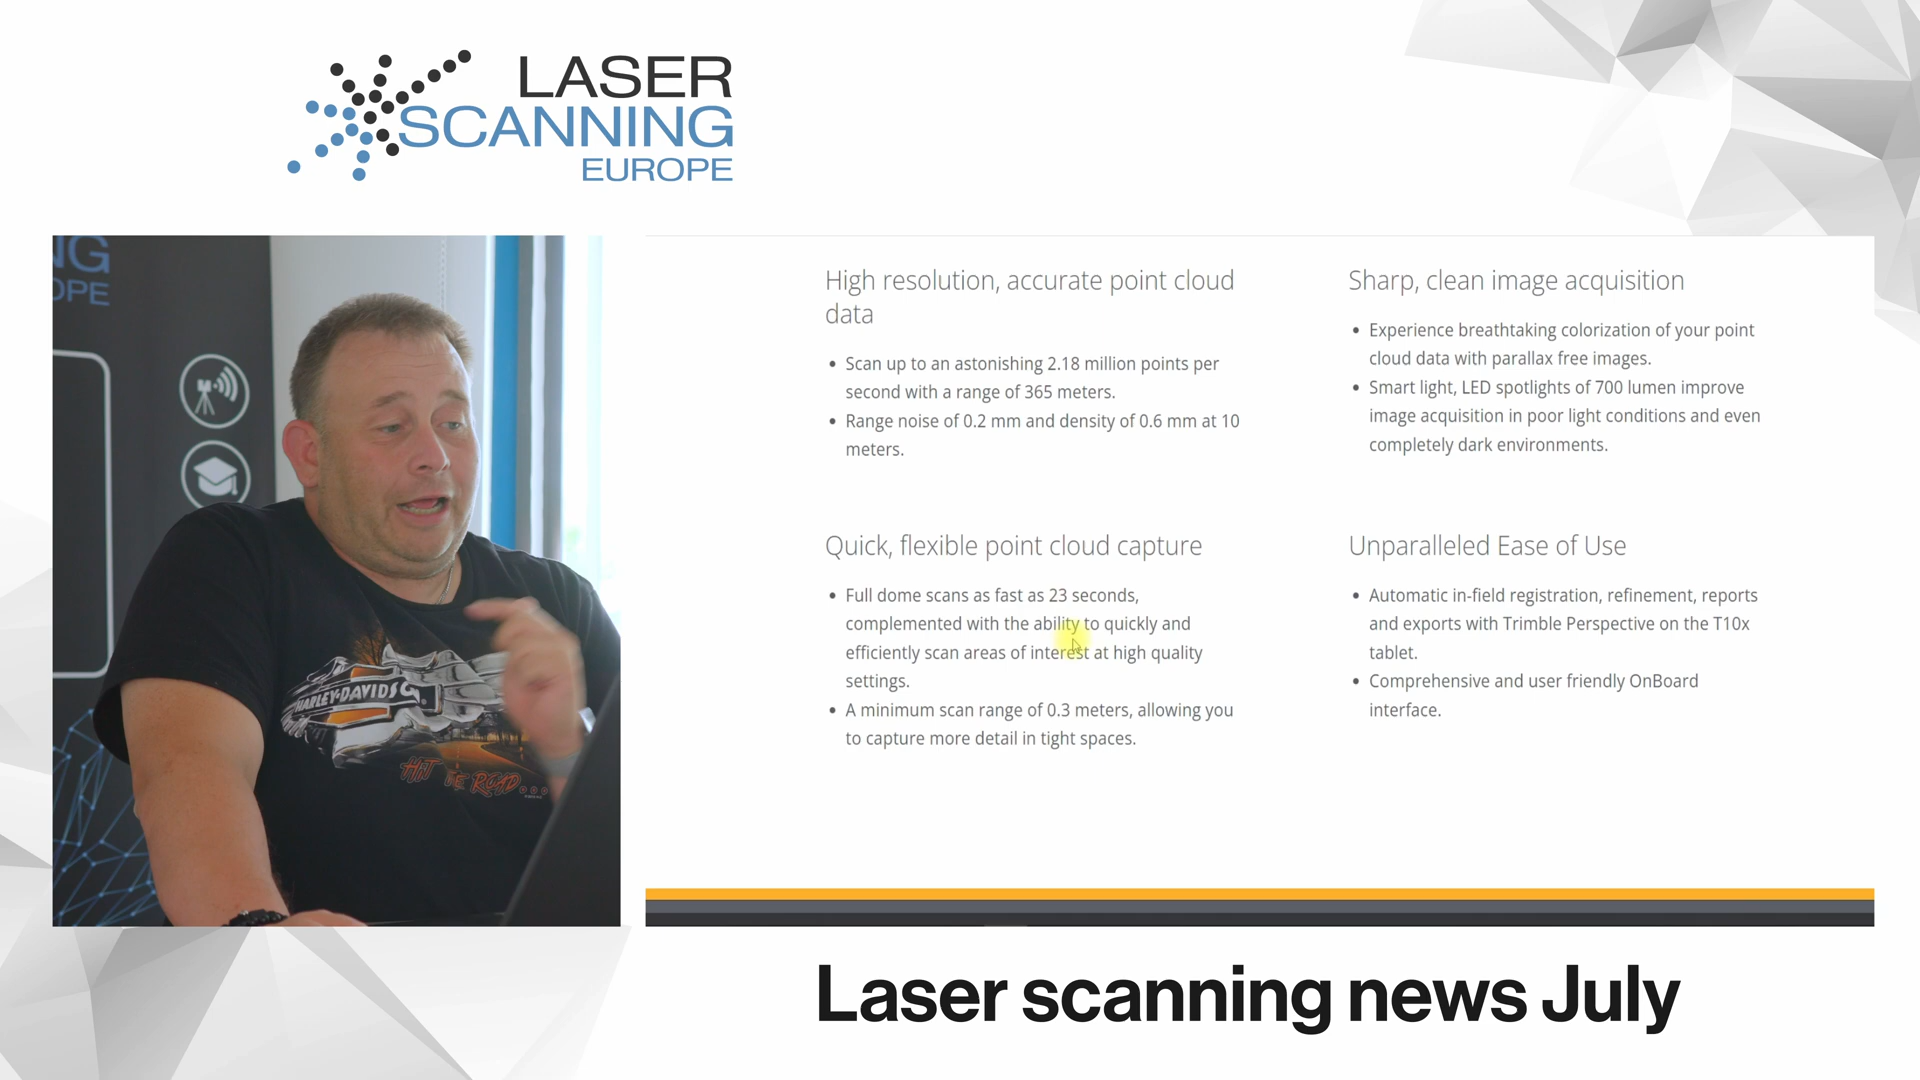 LASER
SCANNING
EUROPE
NG
OPE
HARLEY-DAVIDSO
HIT THE ROAD...
High resolution, accurate point cloud
data
• Scan up to an astonishing 2.18 million points per
second with a range of 365 meters.
• Range noise of 0.2 mm and density of 0.6 mm at 10
meters.
Sharp, clean image acquisition
• Experience breathtaking colorization of your point
cloud data with parallax free images.
• Smart light, LED spotlights of 700 lumen improve
image acquisition in poor light conditions and even
completely dark environments.
Quick, flexible point cloud capture
• Full dome scans as fast as 23 seconds,
complemented with the ability to quickly and
efficiently scan areas of interest at high quality
settings.
• A minimum scan range of 0.3 meters, allowing you
to capture more detail in tight spaces.
Unparalleled Ease of Use
• Automatic in-field registration, refinement, reports
and exports with Trimble Perspective on the T10x
tablet.
• Comprehensive and user friendly OnBoard
interface.
Laser scanning news July